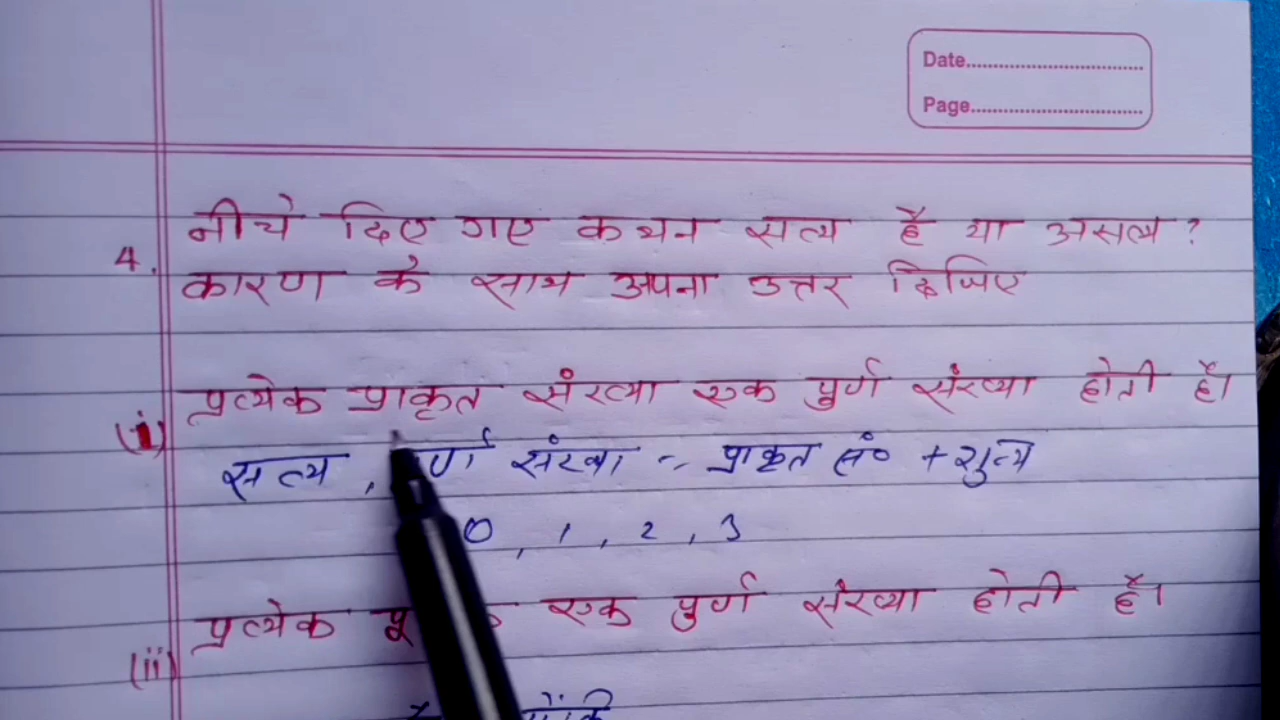 Date
Page
नीचे दिए गए कथन सत्य है या असत्य ?
4. कारण के साथ अपना उत्तर दिजिए
(i) प्रत्येक प्राकृत संख्या एक पुर्ण संख्या होती है।
सत्य , संख्या प्राकृत सं० + शुन्य
0 , 1 , 2 , 3
(ii) प्रत्येक एक पुर्ण संख्या होती है।